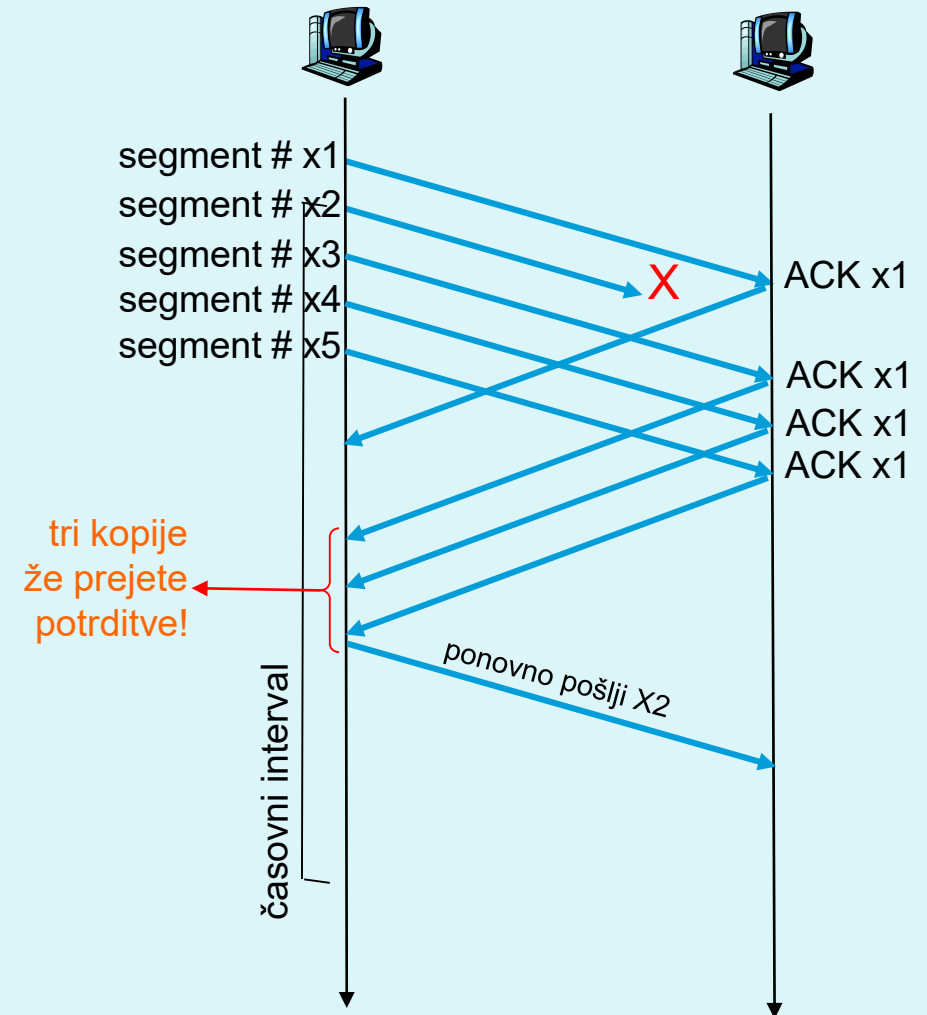 segment # x1
segment # x2
segment # x3
segment # x4
segment # x5
X
ACK x1
ACK x1
ACK x1
ACK x1
tri kopije
že prejete
potrditve!
ponovno pošlji X2
časovni interval